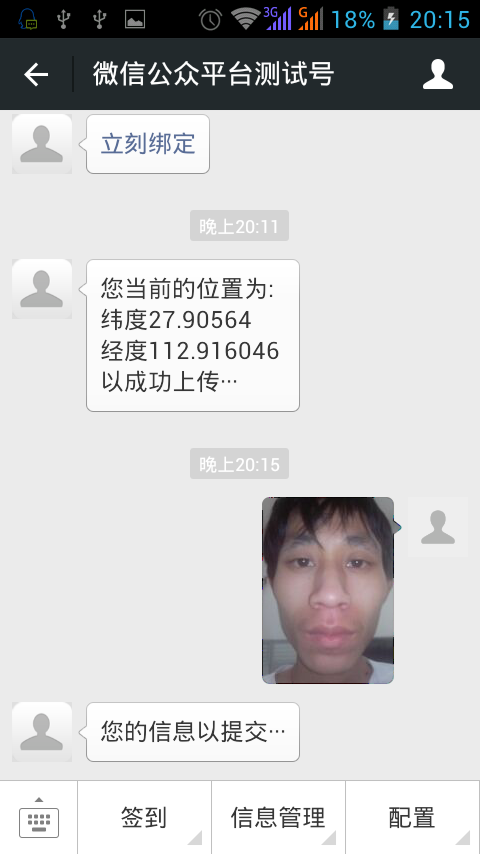 3G
G
18%
20:15
微信公众平台测试号
立刻绑定
晚上20:11
您当前的位置为:
纬度27.90564
经度112.916046
以成功上传…
晚上20:15
您的信息以提交…
签到
信息管理
配置